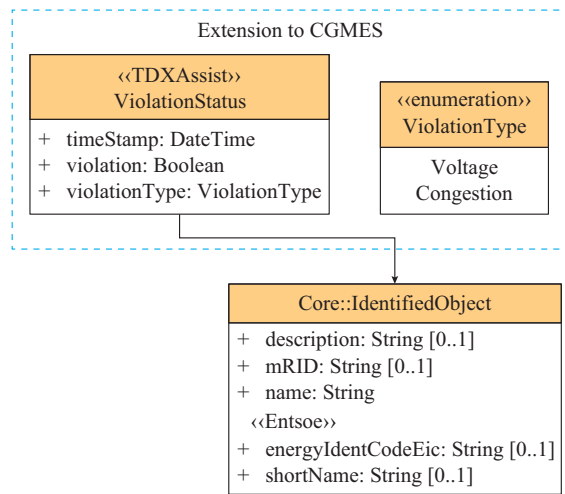 Extension to CGMES
‹‹TDXAssist››
ViolationStatus
+ timeStamp: DateTime
+ violation: Boolean
+ violationType: ViolationType
‹‹enumeration››
ViolationType
Voltage
Congestion
Core::IdentifiedObject
+ description: String [0..1]
+ mRID: String [0..1]
+ name: String
‹‹Entsoe››
+ energyIdentCodeEic: String [0..1]
+ shortName: String [0..1]